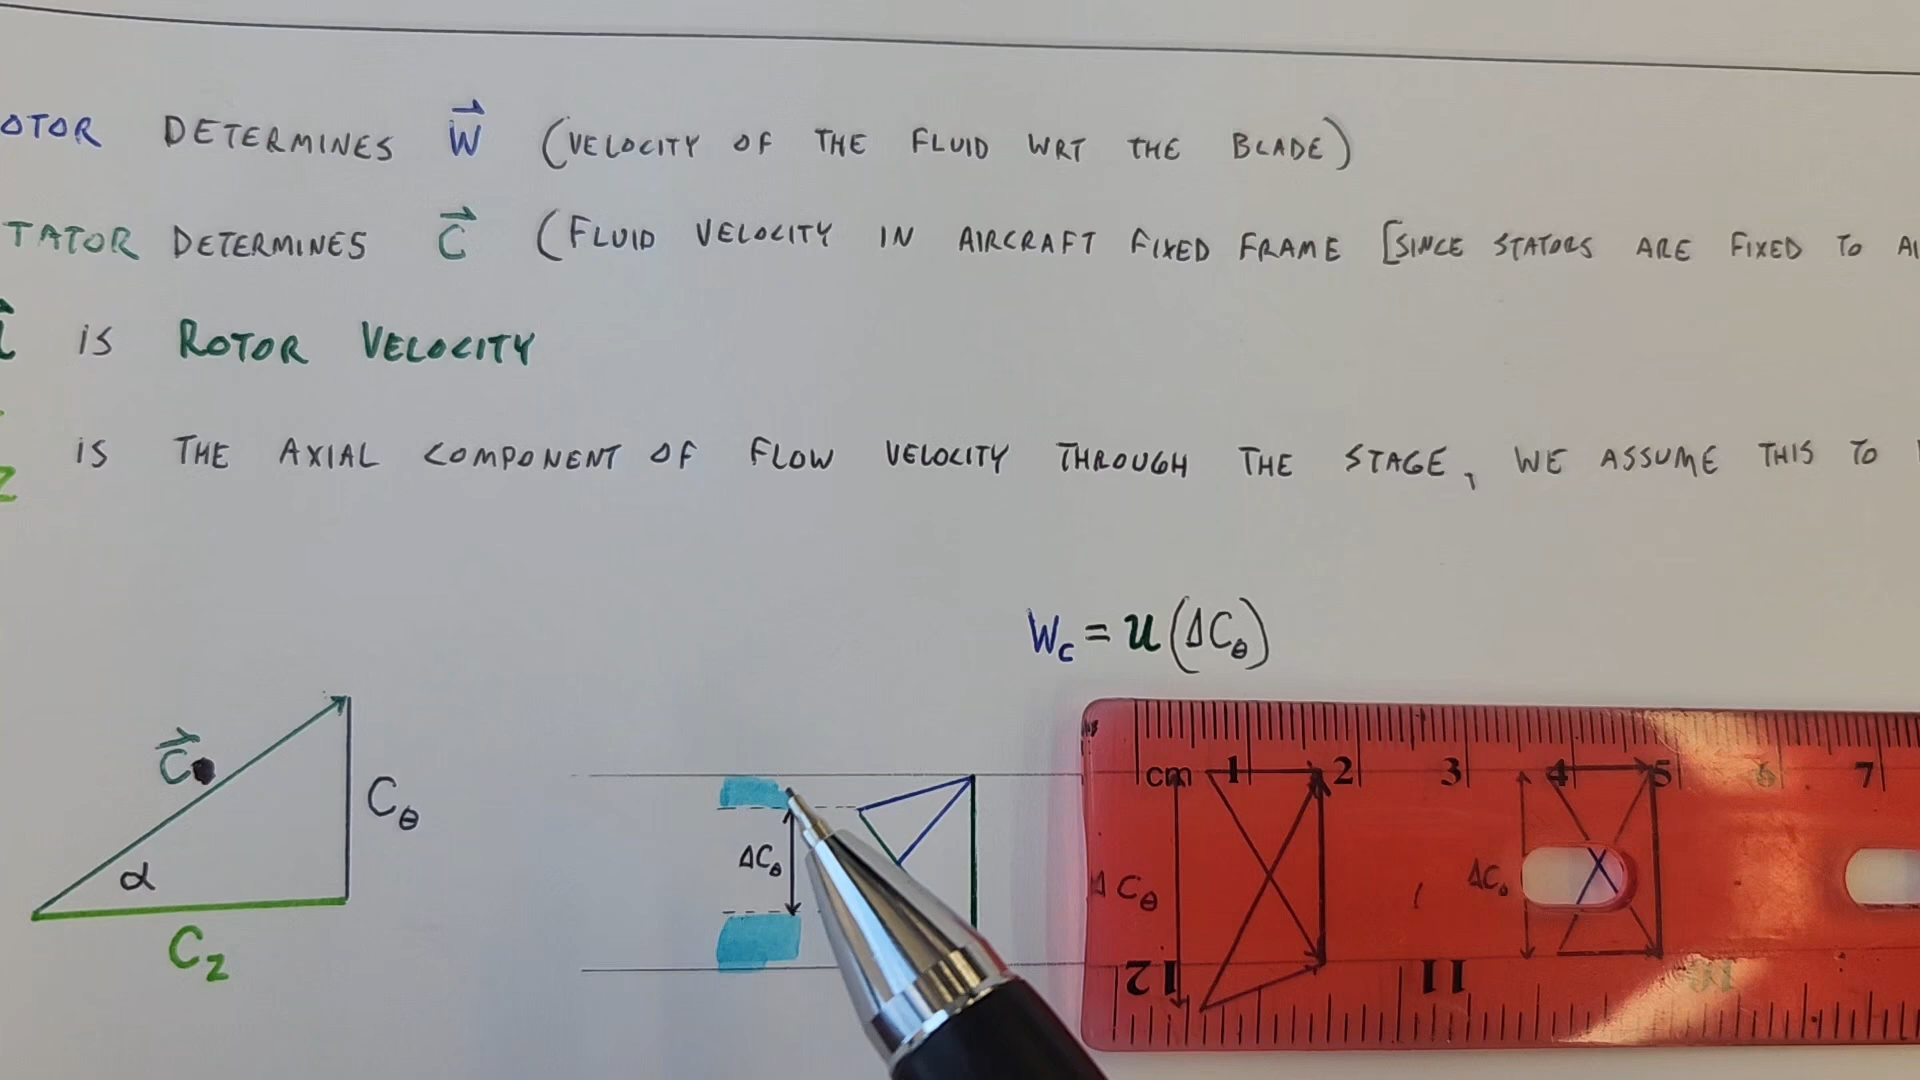 OTOR DETERMINES W (VELOCITY OF THE FLUID WRT THE BLADE)
TATOR DETERMINES C (FLUID VELOCITY IN AIRCRAFT FIXED FRAME [SINCE STATORS ARE FIXED TO AI
IS ROTOR VELOCITY
Z IS THE AXIAL COMPONENT OF FLOW VELOCITY THROUGH THE STAGE, WE ASSUME THIS TO
Wc = U(ΔCθ)
C
Cθ
α
Cz
ΔCθ
cm 1 2 3 4 5 6 7
ΔCθ
ΔCθ
12 11 10